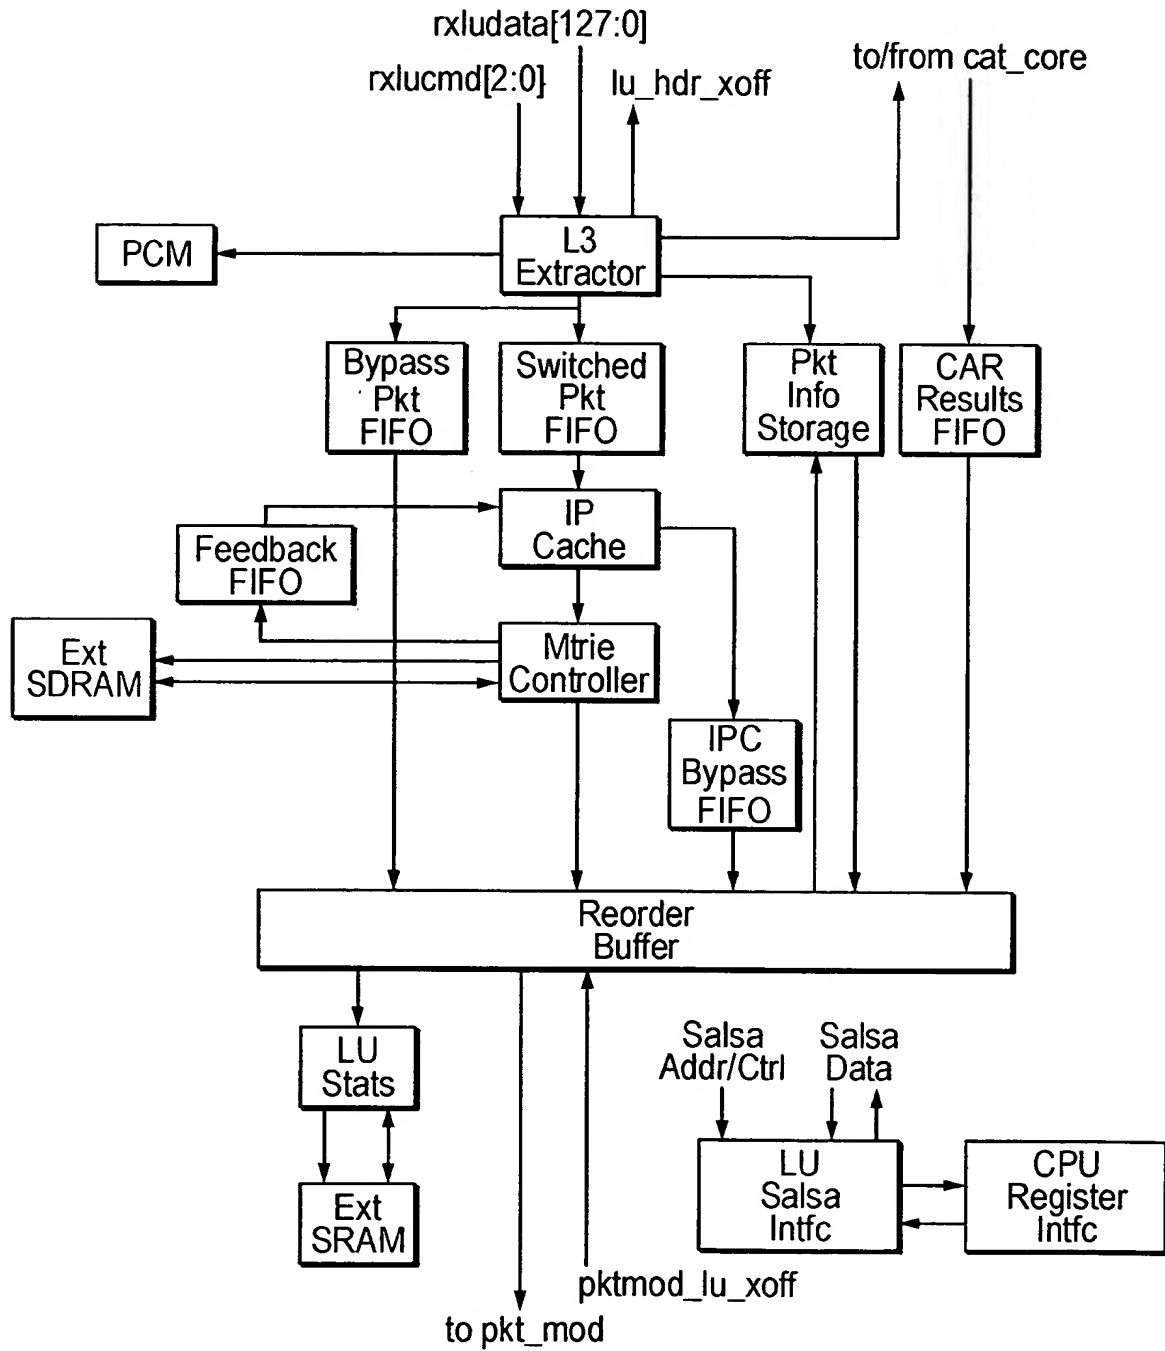 rxludata[127:0]
rxlucmd[2:0]
lu_hdr_xoff
to/from cat_core
PCM
L3
Extractor
Bypass
Pkt
FIFO
Switched
Pkt
FIFO
Pkt
Info
Storage
CAR
Results
FIFO
IP
Cache
Feedback
FIFO
Ext
SDRAM
Mtrie
Controller
IPC
Bypass
FIFO
Reorder
Buffer
LU
Stats
Ext
SRAM
Salsa
Addr/Ctrl
Salsa
Data
LU
Salsa
Intfc
CPU
Register
Intfc
pktmod_lu_xoff
to pkt_mod